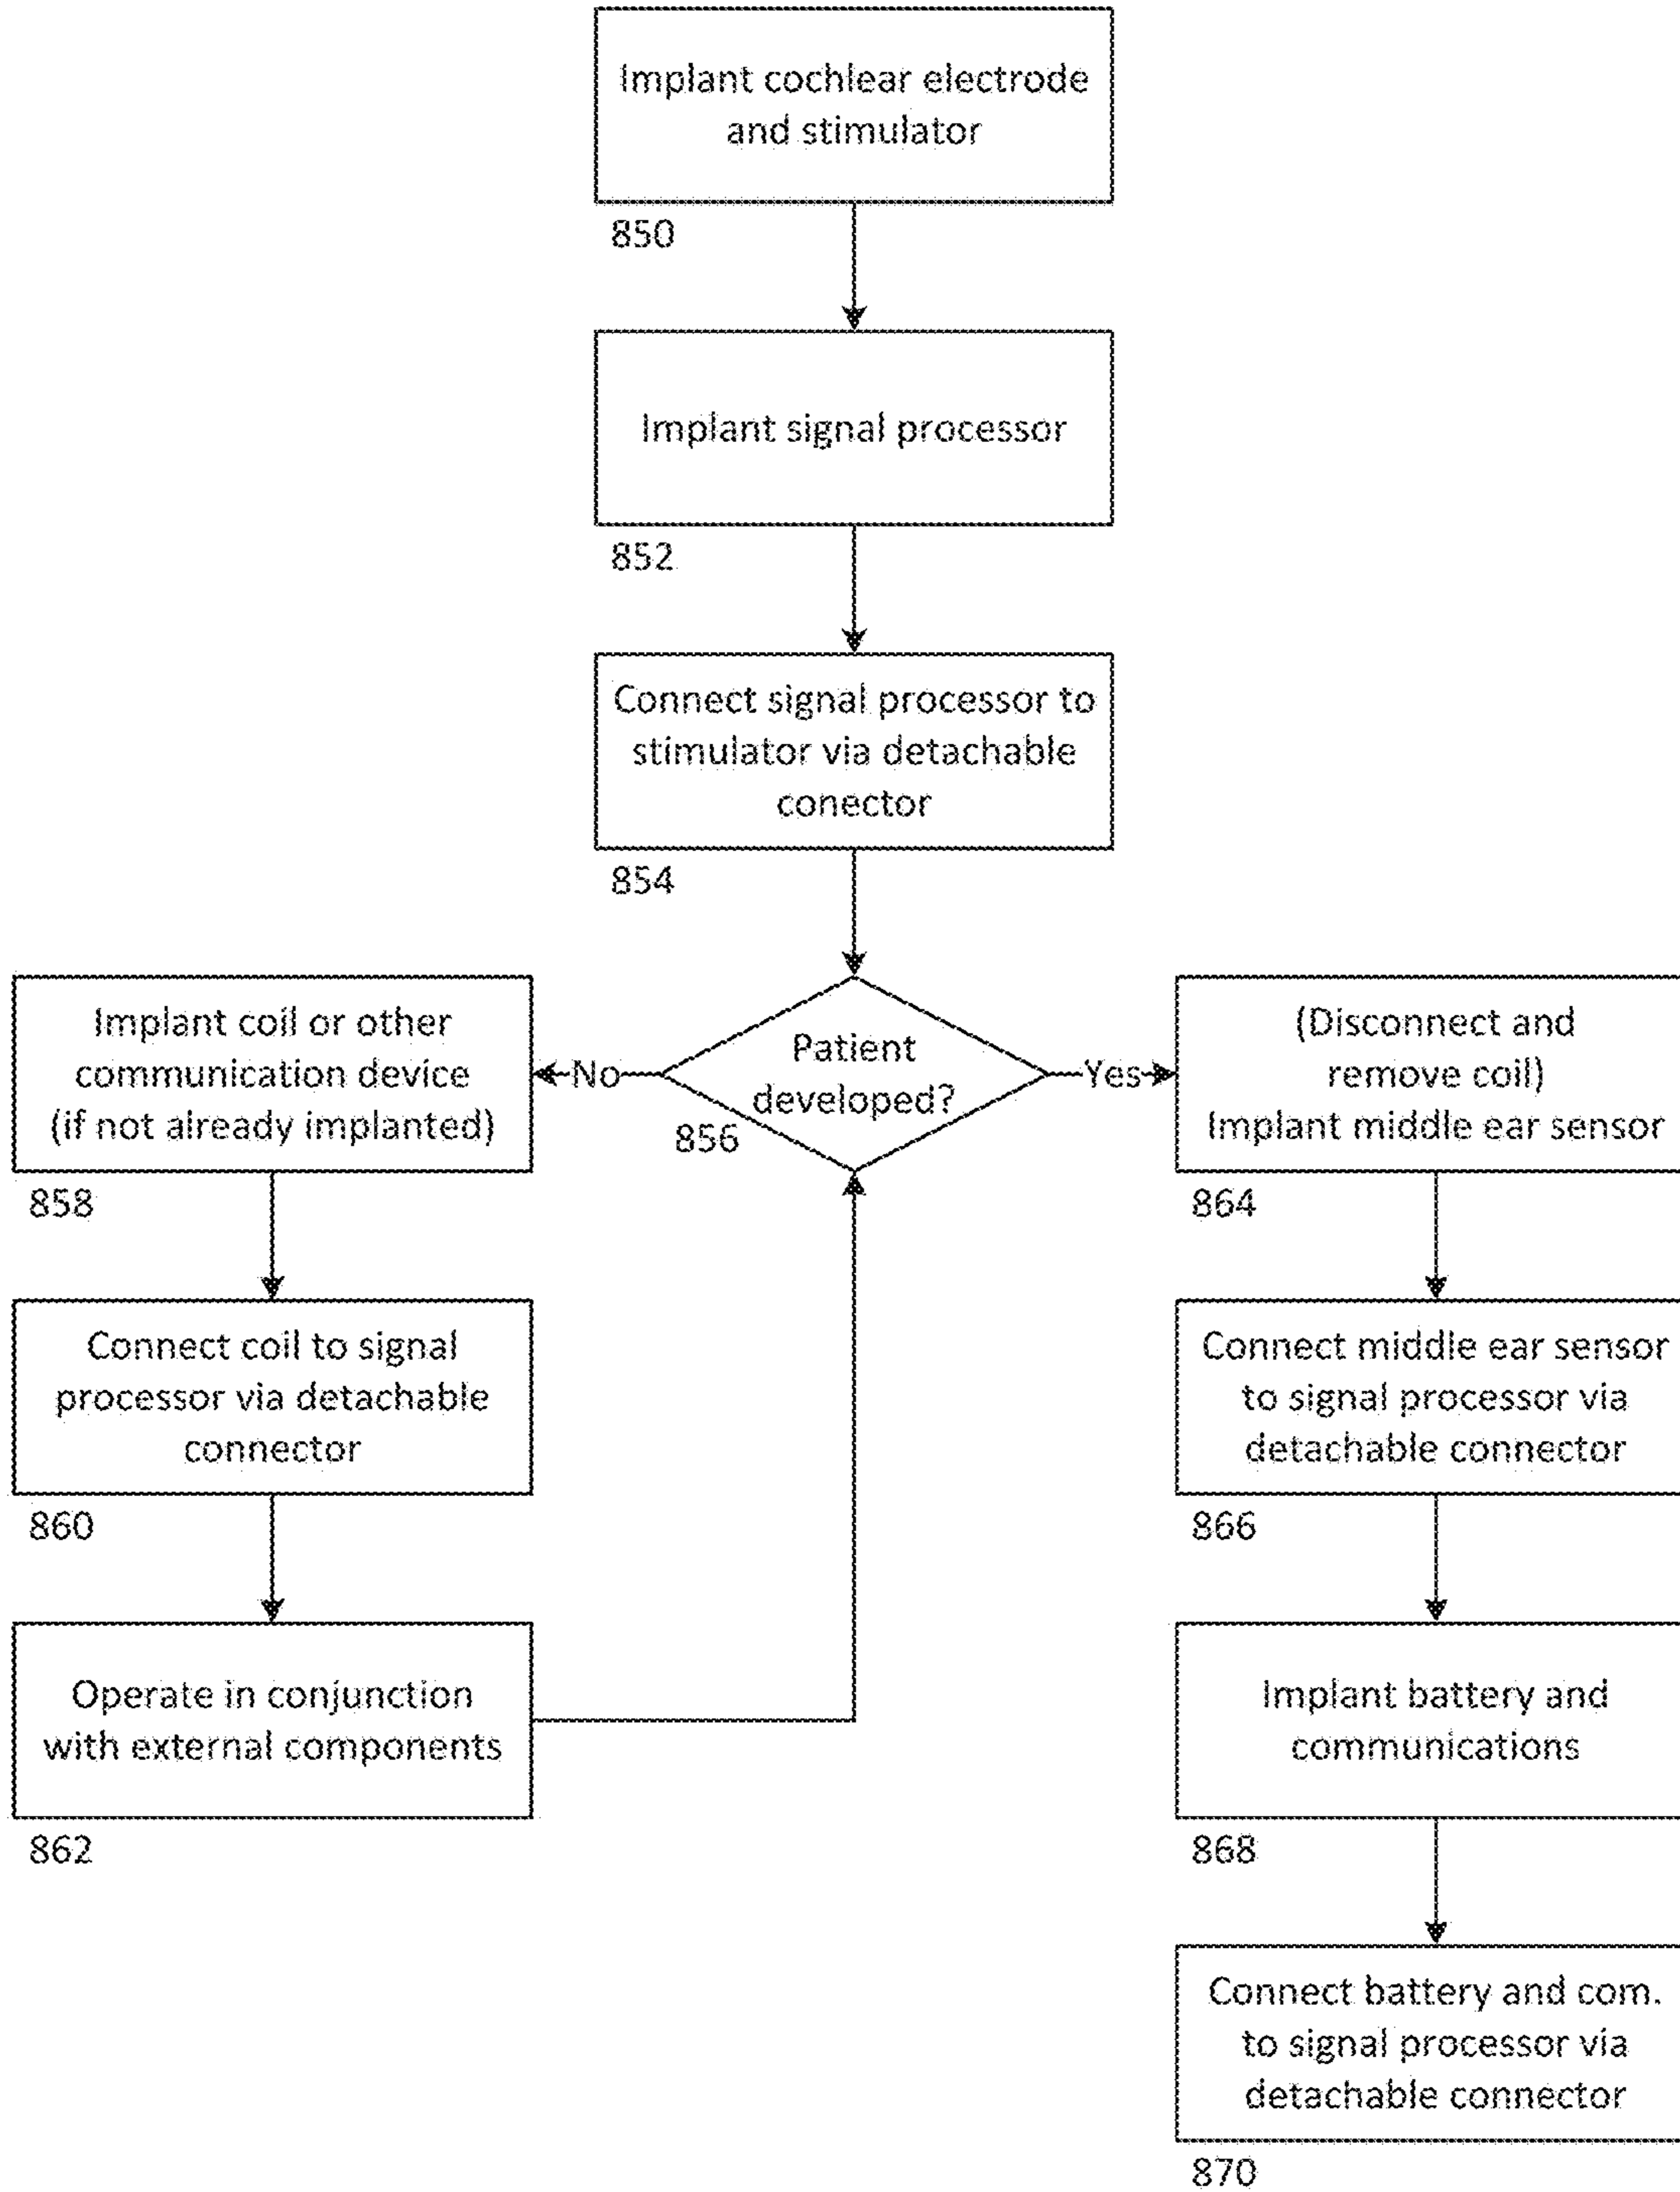 Implant cochlear electrode
and stimulator
850
Implant signal processor
852
Connect signal processor to
stimulator via detachable
conector
854
Patient
developed?
856
No
Yes
Implant coil or other
communication device
(if not already implanted)
858
Connect coil to signal
processor via detachable
connector
860
Operate in conjunction
with external components
862
(Disconnect and
remove coil)
Implant middle ear sensor
864
Connect middle ear sensor
to signal processor via
detachable connector
866
Implant battery and
communications
868
Connect battery and com.
to signal processor via
detachable connector
870